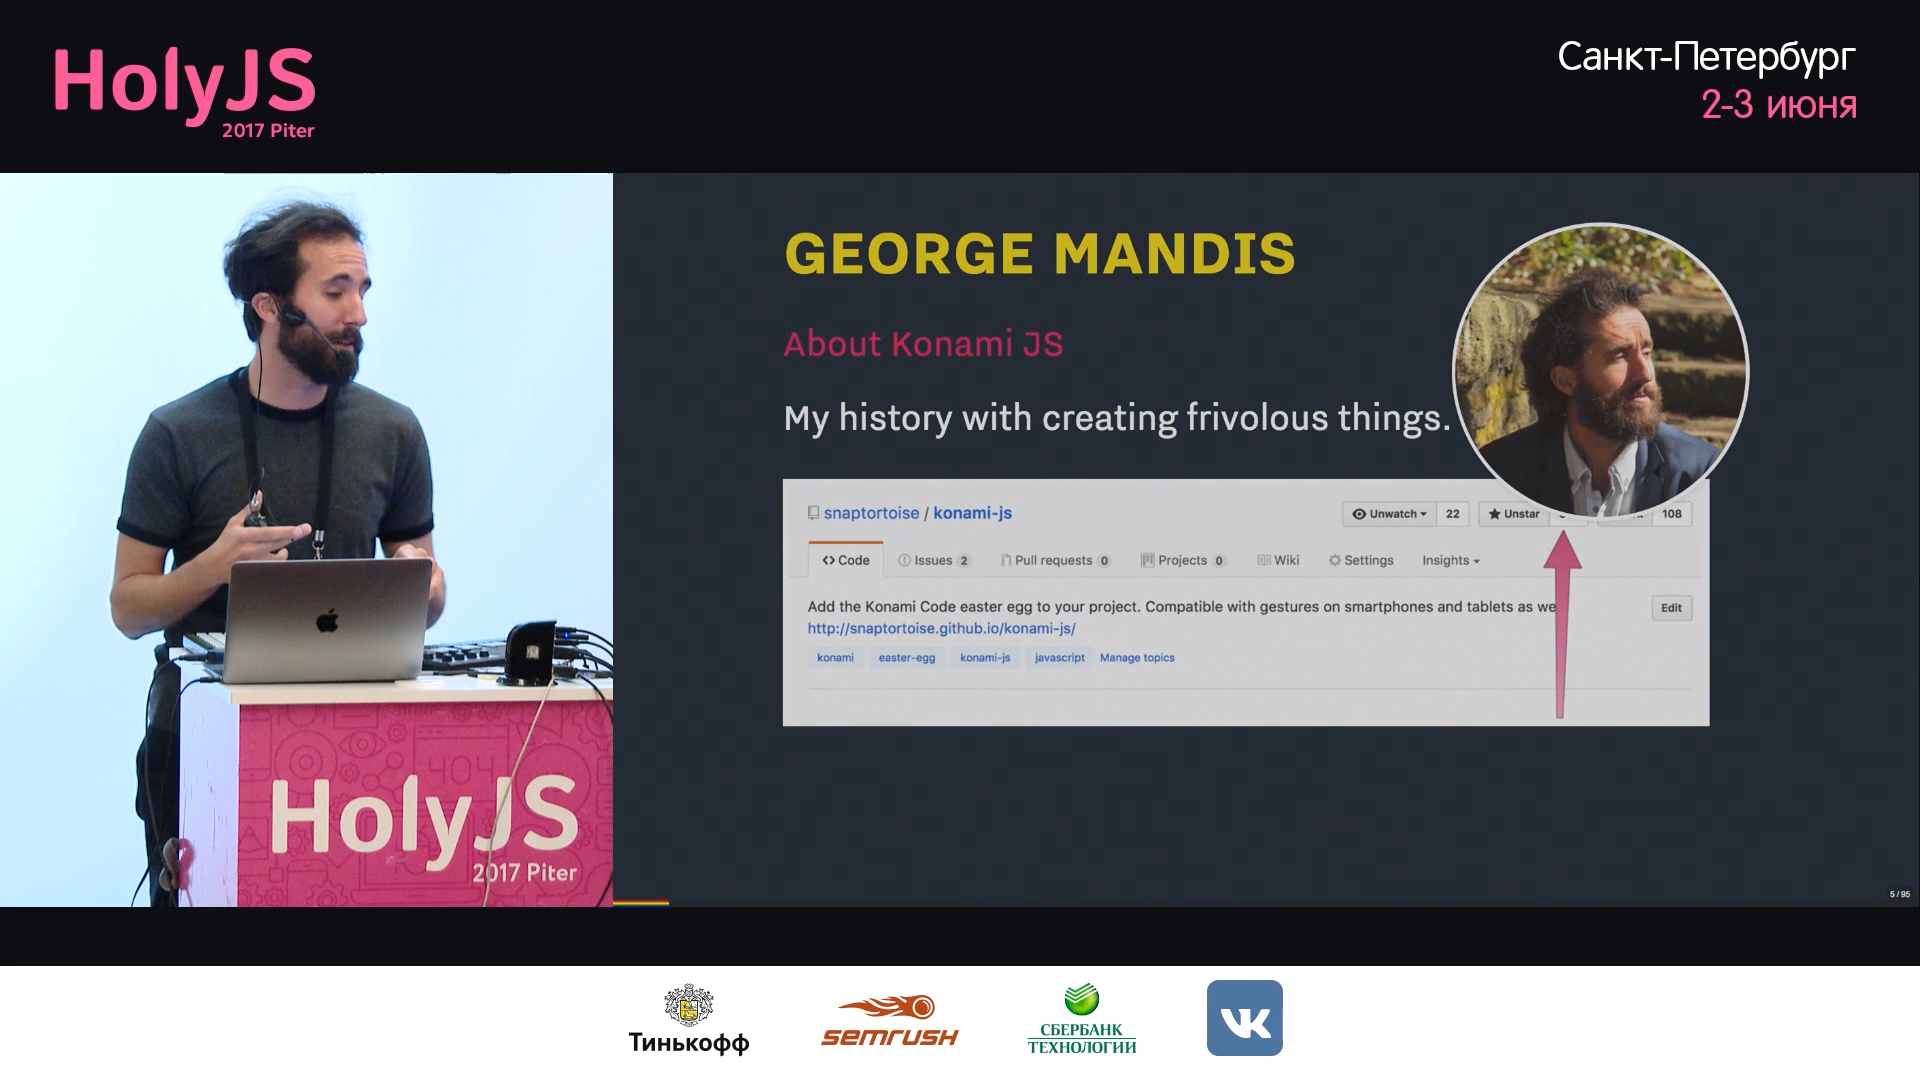 HolyJS
2017 Piter
Санкт-Петербург
2-3 июня
GEORGE MANDIS
About Konami JS
My history with creating frivolous things.
snaptortoise / konami-js
Unwatch 22
Unstar
108
Code
Issues 2
Pull requests 0
Projects 0
Wiki
Settings
Insights
Add the Konami Code easter egg to your project. Compatible with gestures on smartphones and tablets as we
Edit
http://snaptortoise.github.io/konami-js/
konami easter-egg konami-js javascript Manage topics
404
HolyJS
2017 Piter
5 / 95
Тинькофф
semrush
СБЕРБАНК
ТЕХНОЛОГИИ
VK